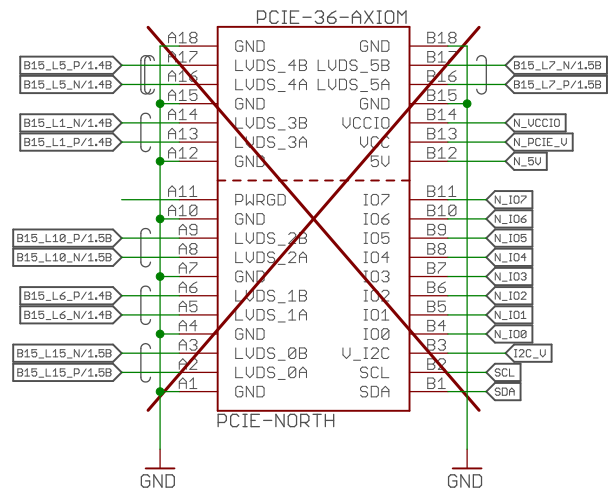 PCIE-36-AXIOM
A18 GND GND B18
B15_L5_P/1.4B A17 LVDS_4B LVDS_5B B17 B15_L7_N/1.5B
B15_L5_N/1.4B A16 LVDS_4A LVDS_5A B16 B15_L7_P/1.5B
A15 GND GND B15
B15_L1_N/1.4B A14 LVDS_3B VCCIO B14 N_VCCIO
B15_L1_P/1.4B A13 LVDS_3A VCC B13 N_PCIE_V
A12 GND 5V B12 N_5V
A11 PWRGD IO7 B11 N_IO7
A10 GND IO6 B10 N_IO6
B15_L10_P/1.5B A9 LVDS_2B IO5 B9 N_IO5
B15_L10_N/1.5B A8 LVDS_2A IO4 B8 N_IO4
A7 GND IO3 B7 N_IO3
B15_L6_P/1.4B A6 LVDS_1B IO2 B6 N_IO2
B15_L6_N/1.4B A5 LVDS_1A IO1 B5 N_IO1
A4 GND IO0 B4 N_IO0
B15_L15_N/1.5B A3 LVDS_0B V_I2C B3 I2C_V
B15_L15_P/1.5B A2 LVDS_0A SCL B2 SCL
A1 GND SDA B1 SDA
PCIE-NORTH
GND GND